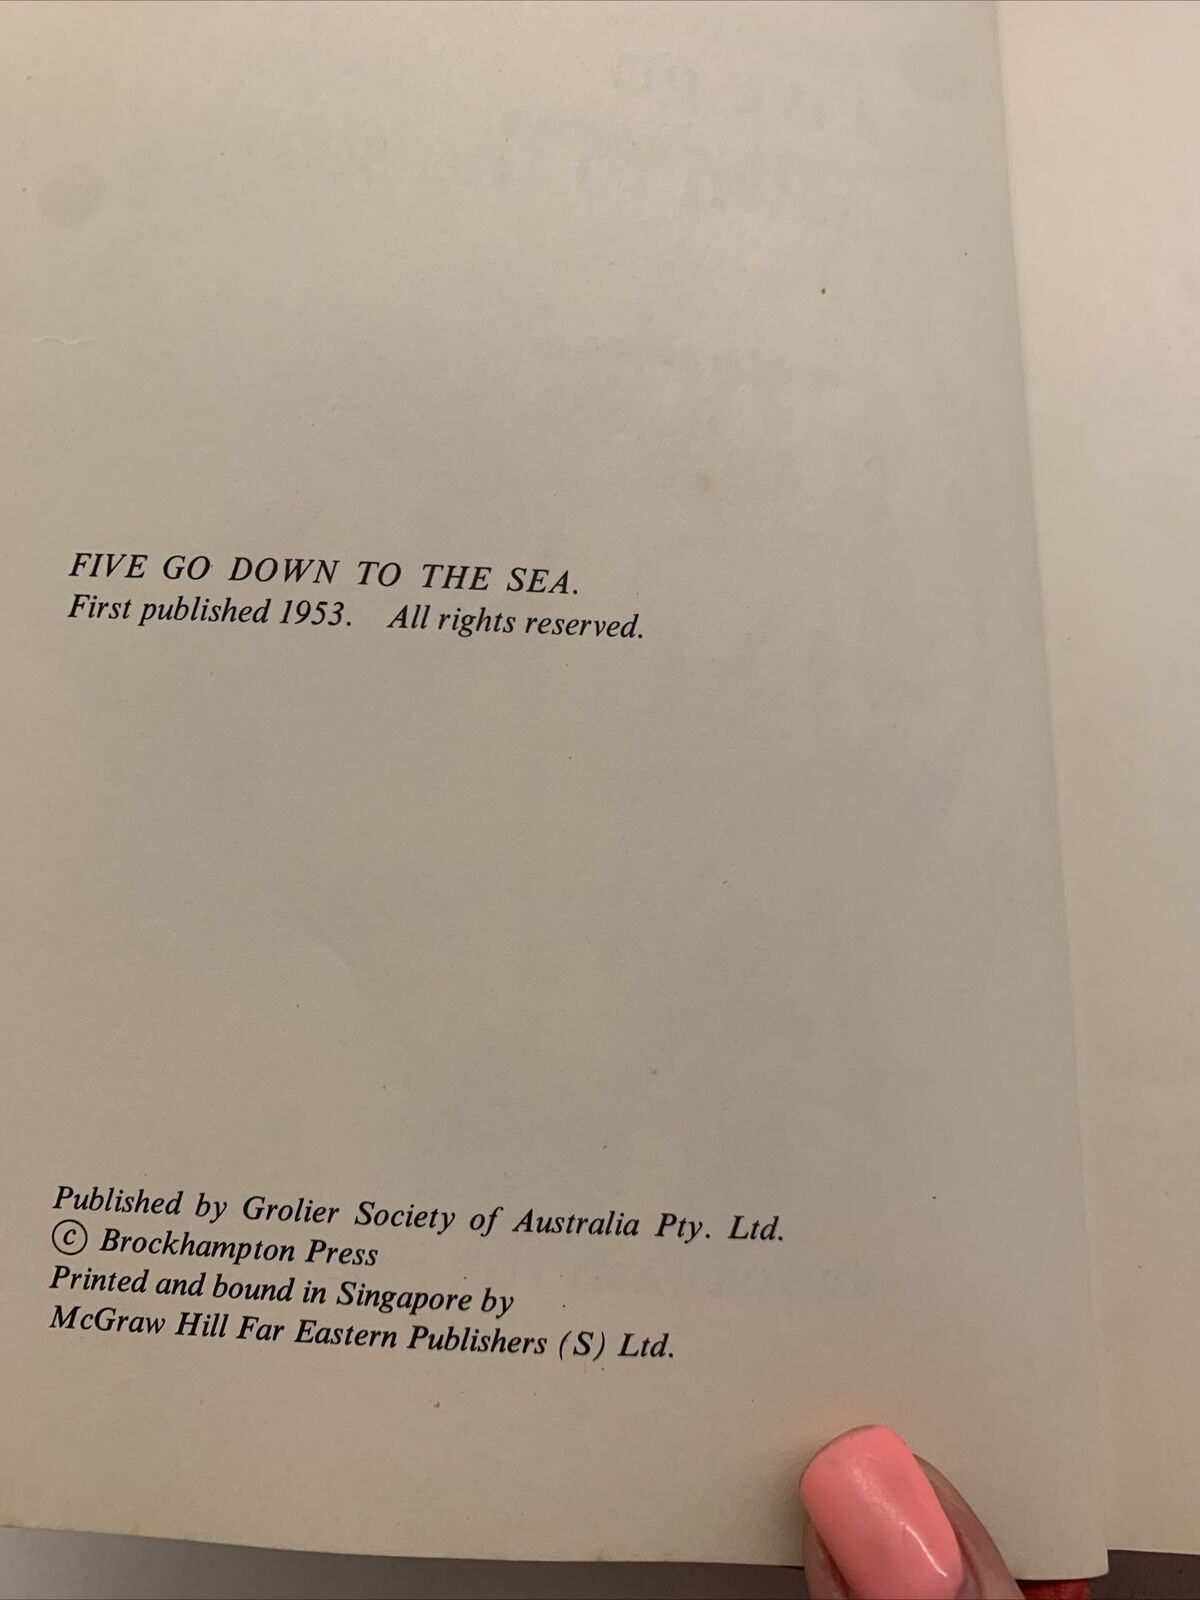 FIVE GO DOWN TO THE SEA.
First published 1953. All rights reserved.
Published by Grolier Society of Australia Pty. Ltd.
© Brockhampton Press
Printed and bound in Singapore by
McGraw Hill Far Eastern Publishers (S) Ltd.